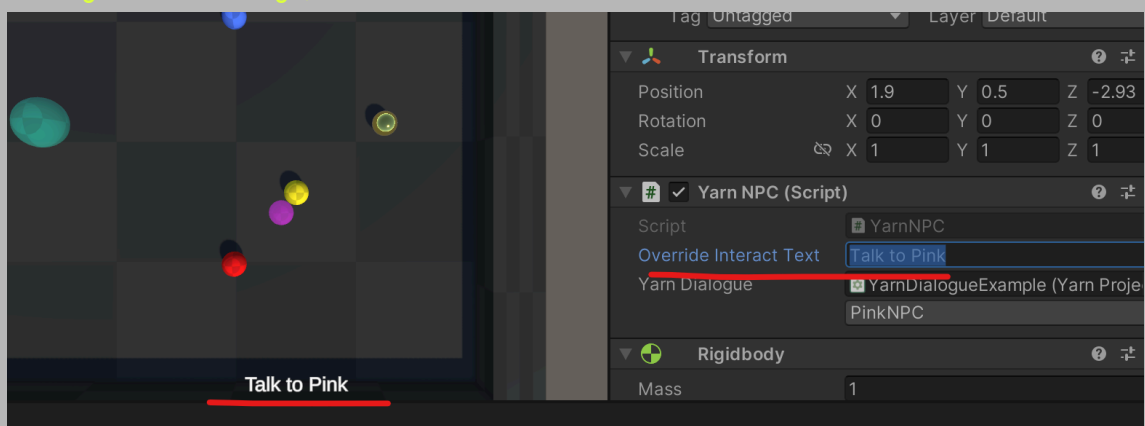 Tag Untagged Layer Default
Transform
Position X 1.9 Y 0.5 Z -2.93
Rotation X 0 Y 0 Z 0
Scale X 1 Y 1 Z 1
# Yarn NPC (Script)
Script # YarnNPC
Override Interact Text Talk to Pink
Yarn Dialogue YarnDialogueExample (Yarn Proje
PinkNPC
Rigidbody
Mass 1
Talk to Pink